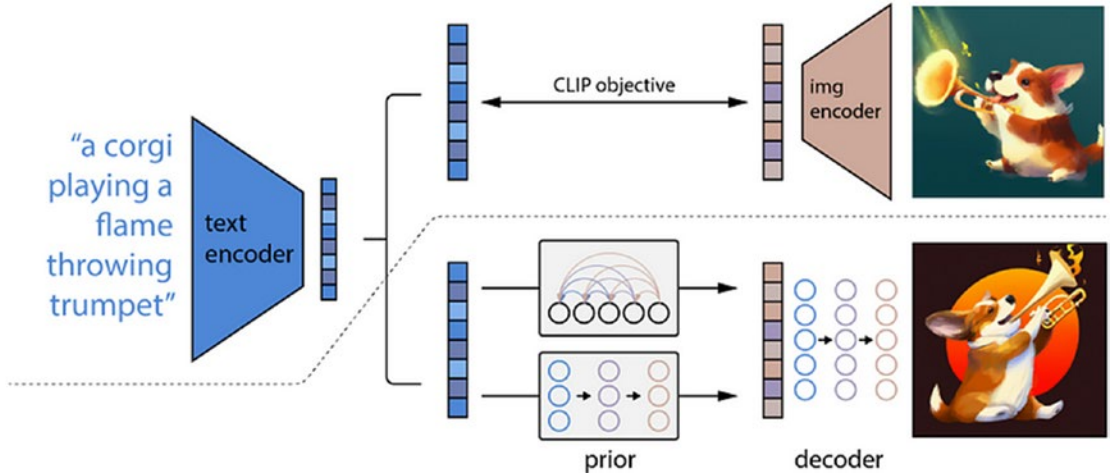 “a corgi
playing a
flame
throwing
trumpet”
text
encoder
CLIP objective
img
encoder
prior
decoder